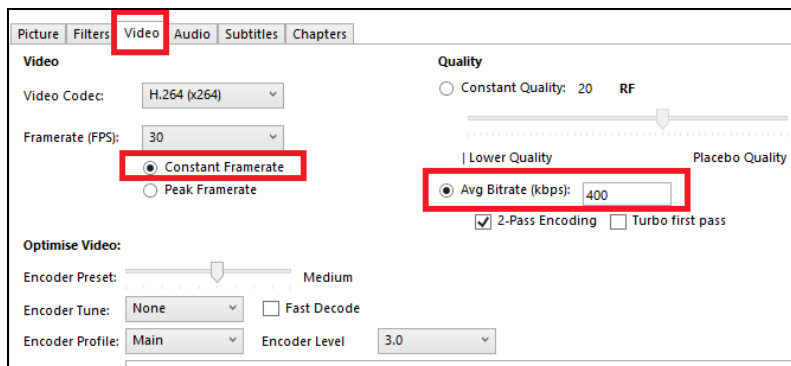 Picture Filters Video Audio Subtitles Chapters
Video
Quality
Constant Quality: 20 RF
Video Codec: H.264 (x264)
Framerate (FPS): 30
| Lower Quality Placebo Quality
Constant Framerate
Peak Framerate
Avg Bitrate (kbps): 400
2-Pass Encoding Turbo first pass
Optimise Video:
Encoder Preset: Medium
Encoder Tune: None Fast Decode
Encoder Profile: Main Encoder Level 3.0